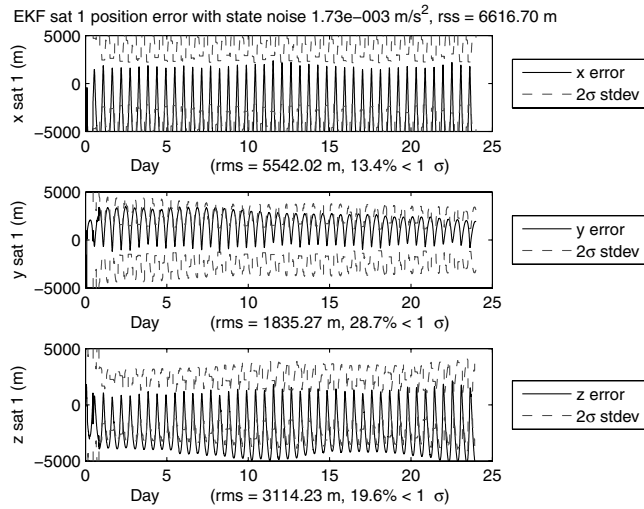 EKF sat 1 position error with state noise 1.73e−003 m/s², rss = 6616.70 m
5000
0
−5000
x sat 1 (m)
0 5 10 15 20 25
Day (rms = 5542.02 m, 13.4% < 1 σ)
x error
2σ stdev
5000
0
−5000
y sat 1 (m)
0 5 10 15 20 25
Day (rms = 1835.27 m, 28.7% < 1 σ)
y error
2σ stdev
5000
0
−5000
z sat 1 (m)
0 5 10 15 20 25
Day (rms = 3114.23 m, 19.6% < 1 σ)
z error
2σ stdev